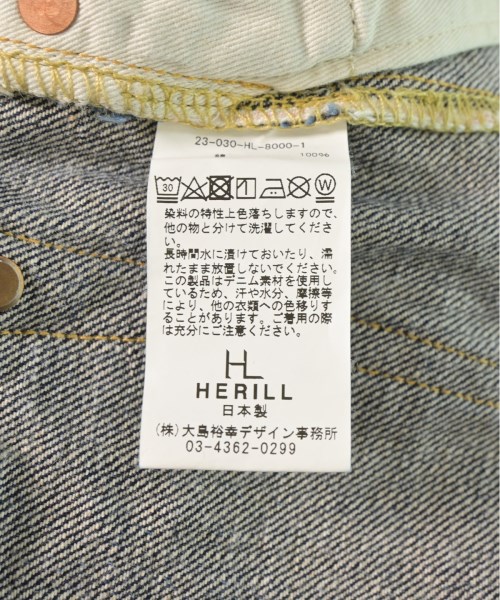 23-030-HL-8000-1
10096
30 W
染料の特性上色落ちしますので、
他の物と分けて洗濯してくださ
い。
長時間水に漬けておいたり、濡
れたまま放置しないでください。
この製品はデニム素材を使用し
ているため、汗や水分、摩擦等
により、他の衣類への色移りす
ることがあります。ご着用の際
は充分にご注意ください。
HL
HERILL
日本製
(株)大島裕幸デザイン事務所
03-4362-0299